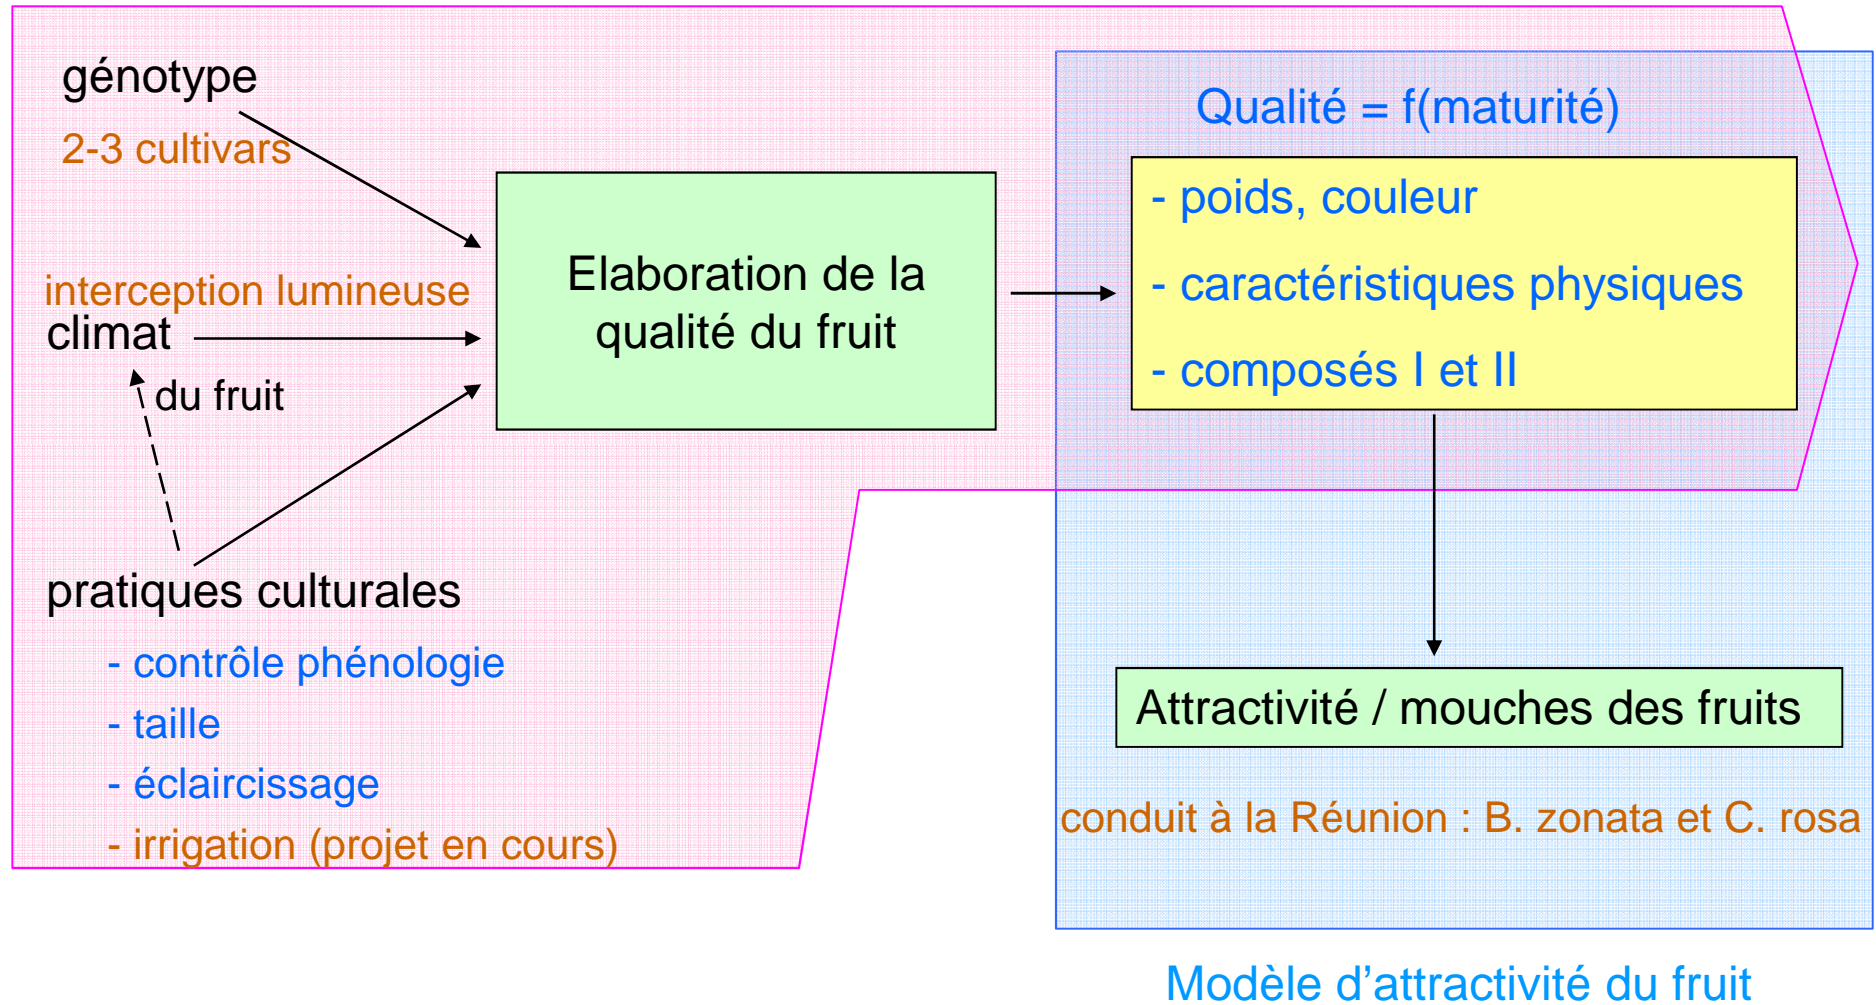 génotype
2-3 cultivars
interception lumineuse
climat
du fruit
pratiques culturales
- contrôle phénologie
- taille
- éclaircissage
- irrigation (projet en cours)
Elaboration de la
qualité du fruit
Qualité = f(maturité)
- poids, couleur
- caractéristiques physiques
- composés I et II
Attractivité / mouches des fruits
conduit à la Réunion : B. zonata et C. rosa
Modèle d'attractivité du fruit